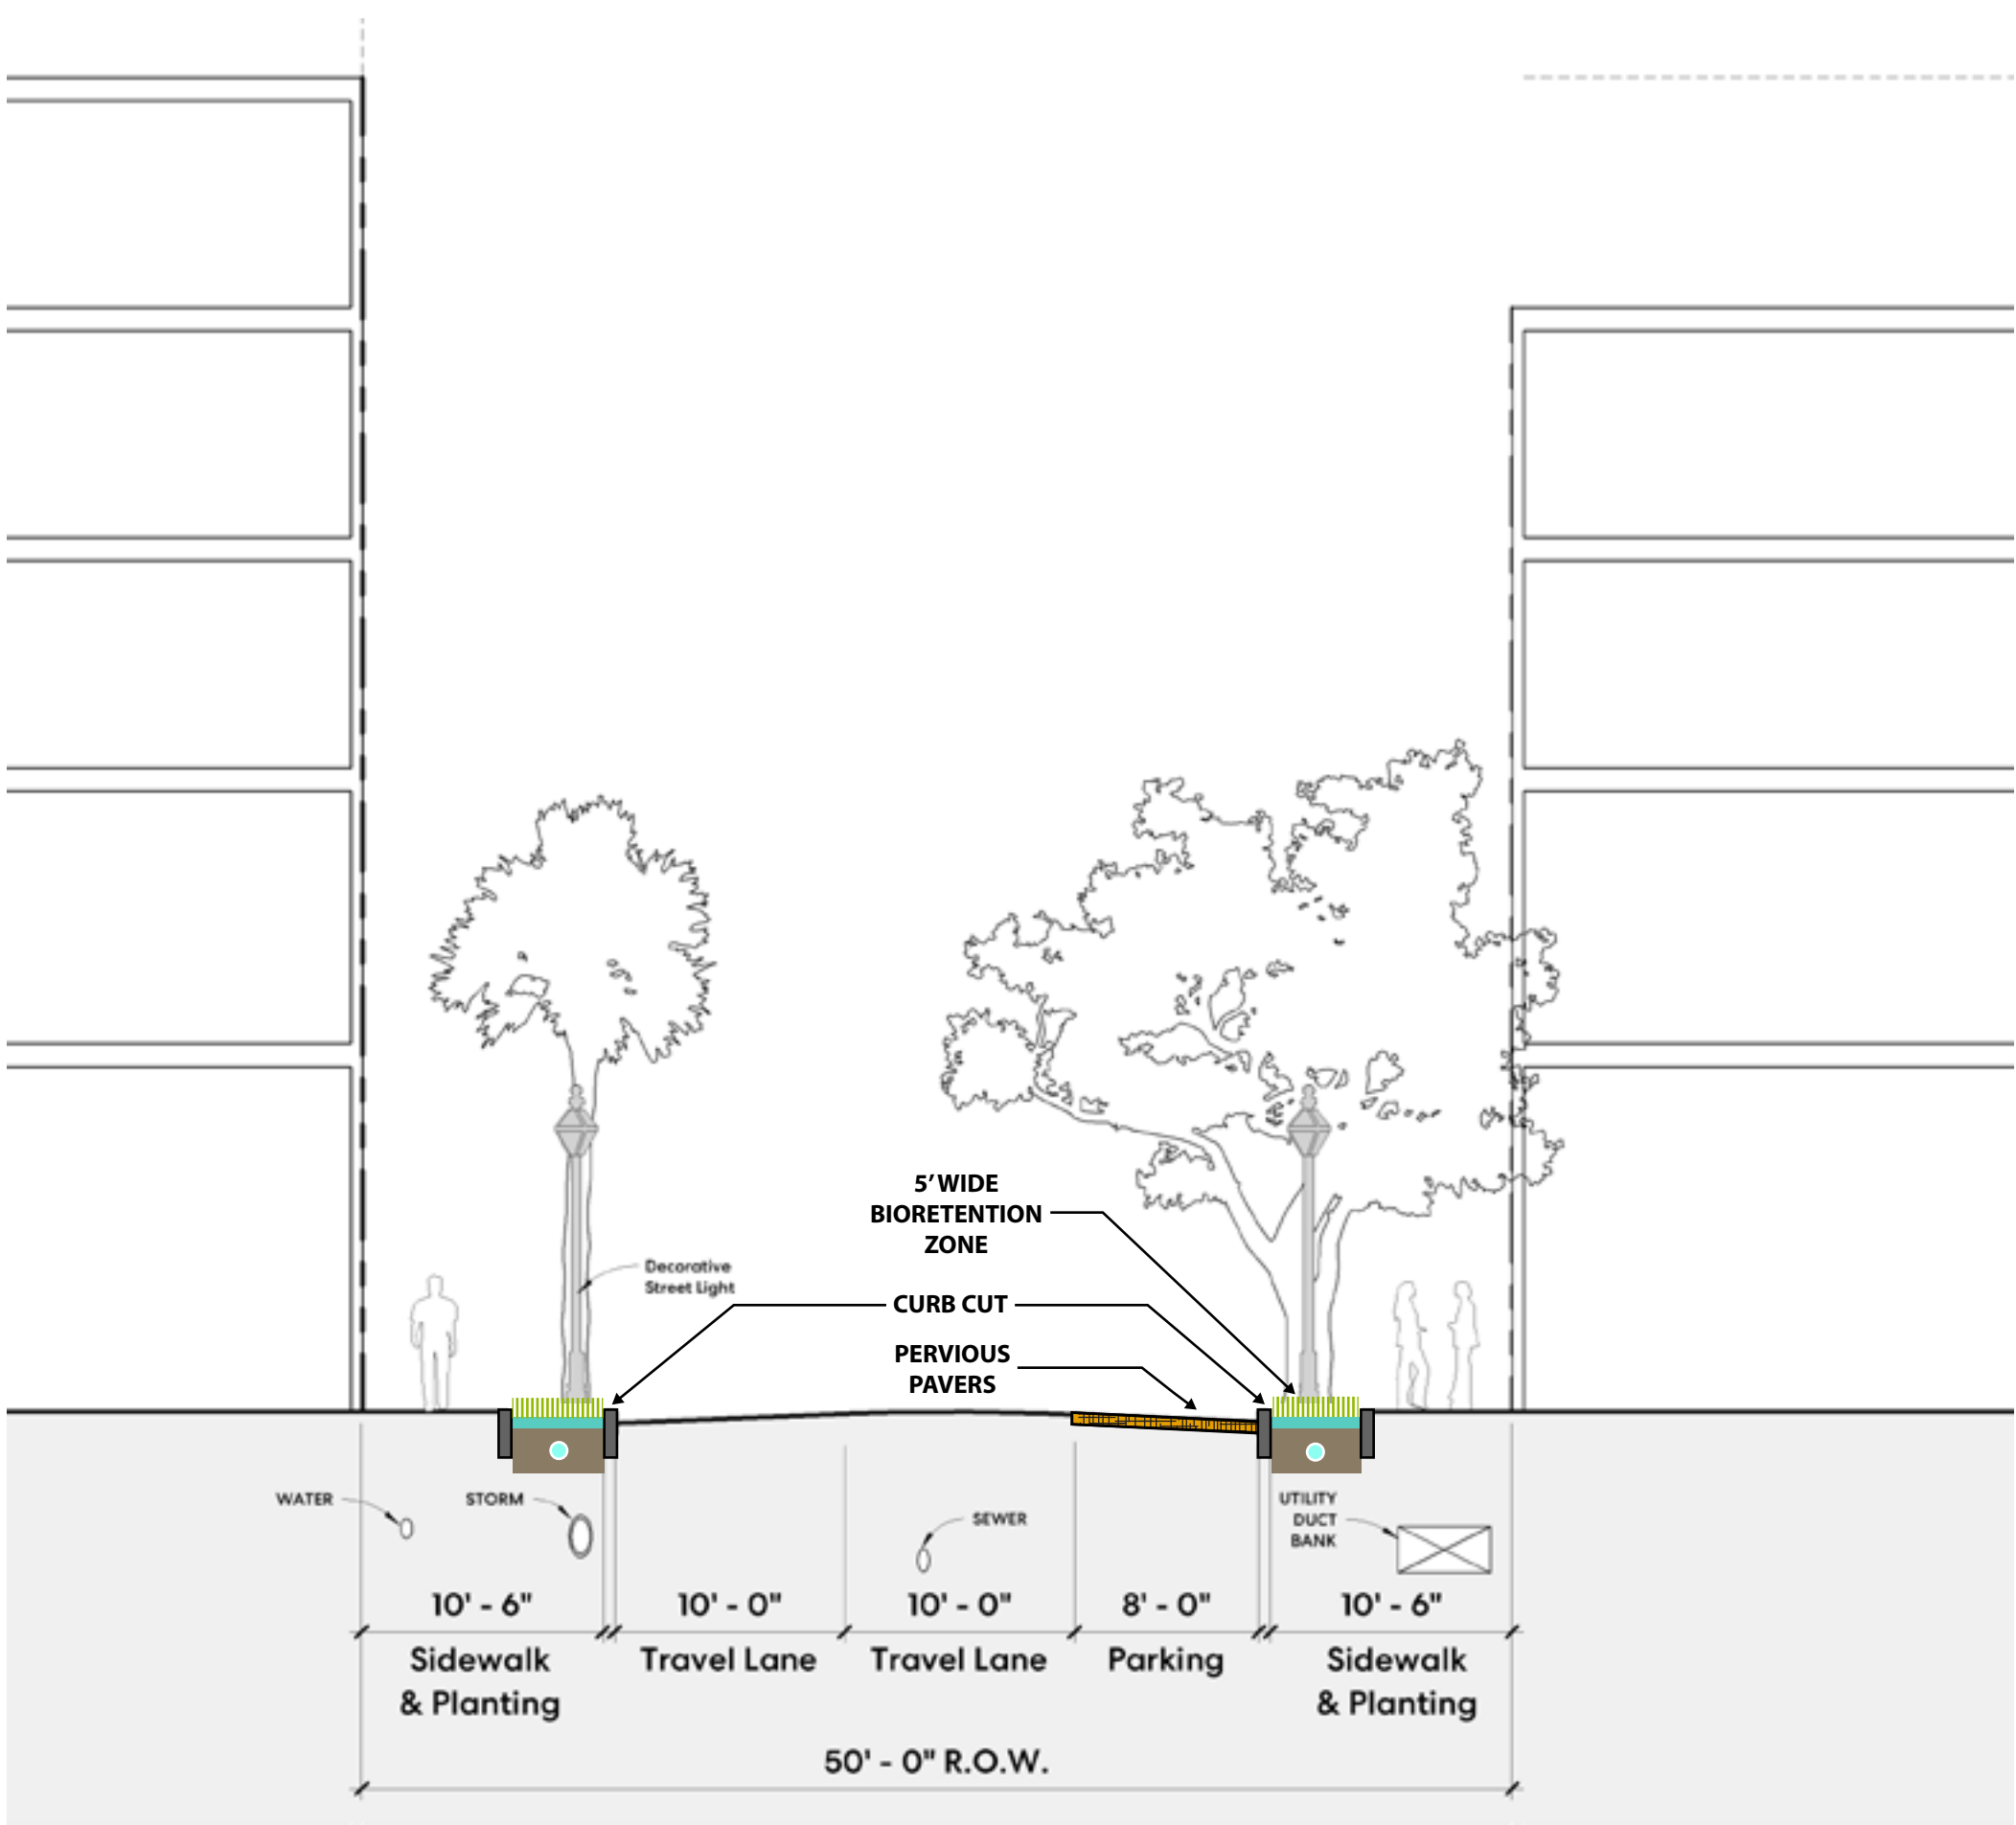 5' WIDE
BIORETENTION
ZONE
Decorative
Street Light
CURB CUT
PERVIOUS
PAVERS
WATER
STORM
SEWER
UTILITY
DUCT
BANK
10' - 6"
10' - 0"
10' - 0"
8' - 0"
10' - 6"
Sidewalk
& Planting
Travel Lane
Travel Lane
Parking
Sidewalk
& Planting
50' - 0" R.O.W.